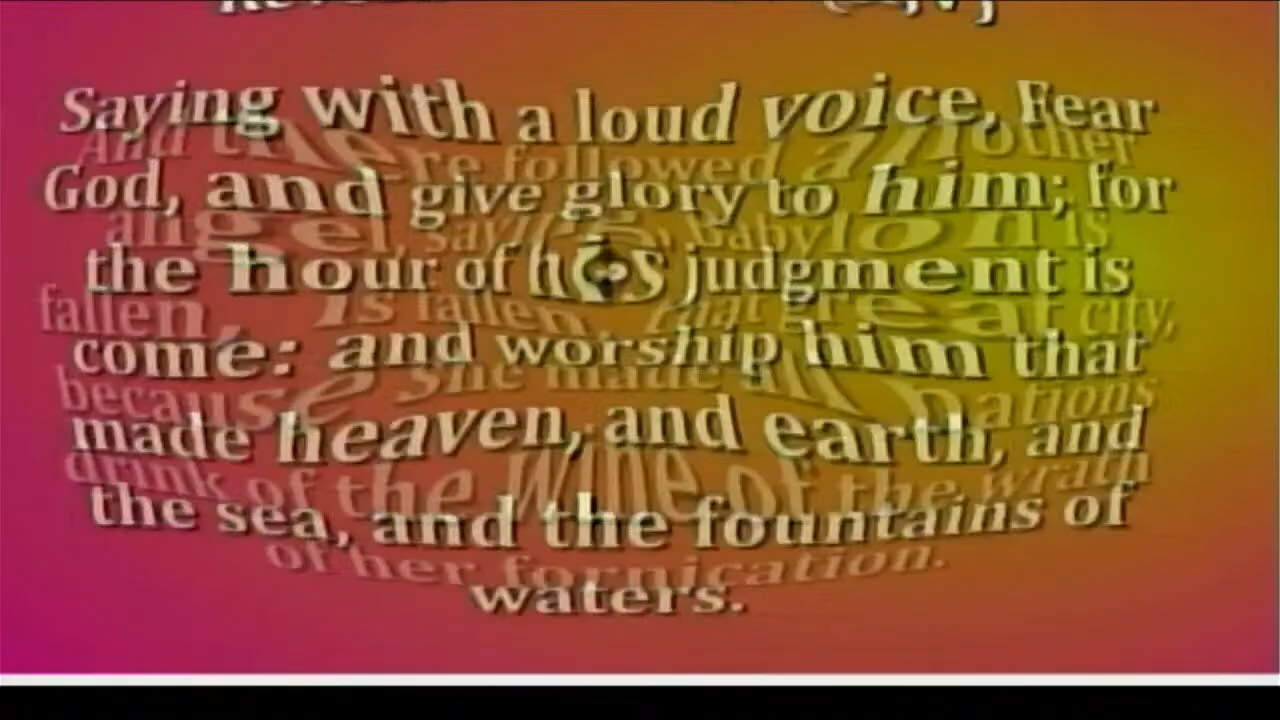 Saying with a loud voice, Fear
God, and give glory to him; for
the hour of his judgment is
come: and worship him that
made heaven, and earth, and
the sea, and the fountains of
waters.
And there followed another
angel, saying, Babylon is
fallen, is fallen, that great city,
because she made all nations
drink of the wine of the wrath
of her fornication.